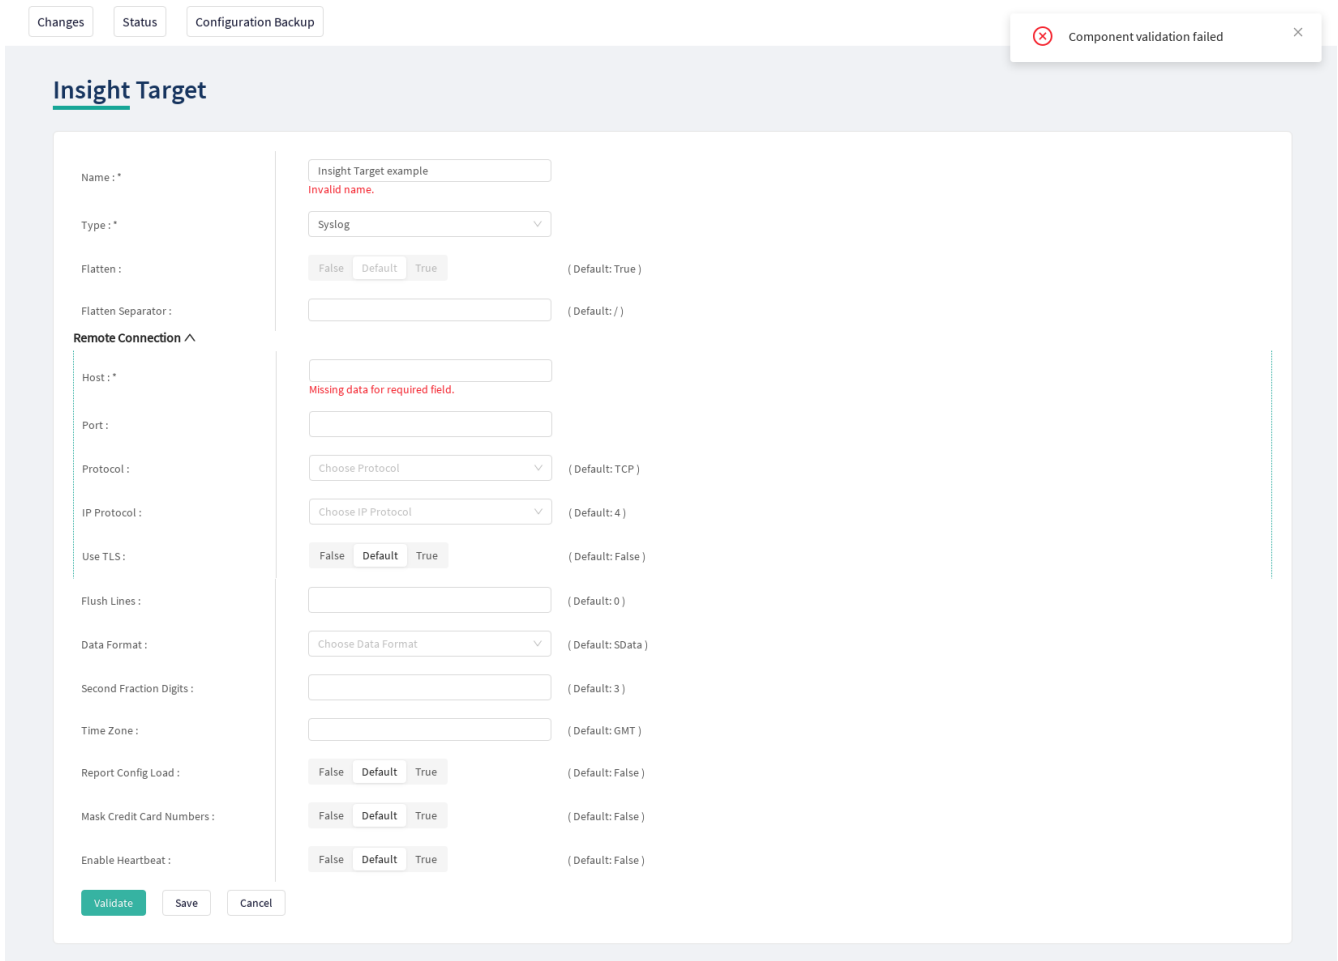 Changes Status Configuration Backup
Component validation failed
Insight Target
Name : * Insight Target example
Invalid name.
Type : * Syslog
Flatten : False Default True ( Default: True )
Flatten Separator : ( Default: / )
Remote Connection
Host : *
Missing data for required field.
Port :
Protocol : Choose Protocol ( Default: TCP )
IP Protocol : Choose IP Protocol ( Default: 4 )
Use TLS : False Default True ( Default: False )
Flush Lines : ( Default: 0 )
Data Format : Choose Data Format ( Default: SData )
Second Fraction Digits : ( Default: 3 )
Time Zone : ( Default: GMT )
Report Config Load : False Default True ( Default: False )
Mask Credit Card Numbers : False Default True ( Default: False )
Enable Heartbeat : False Default True ( Default: False )
Validate Save Cancel